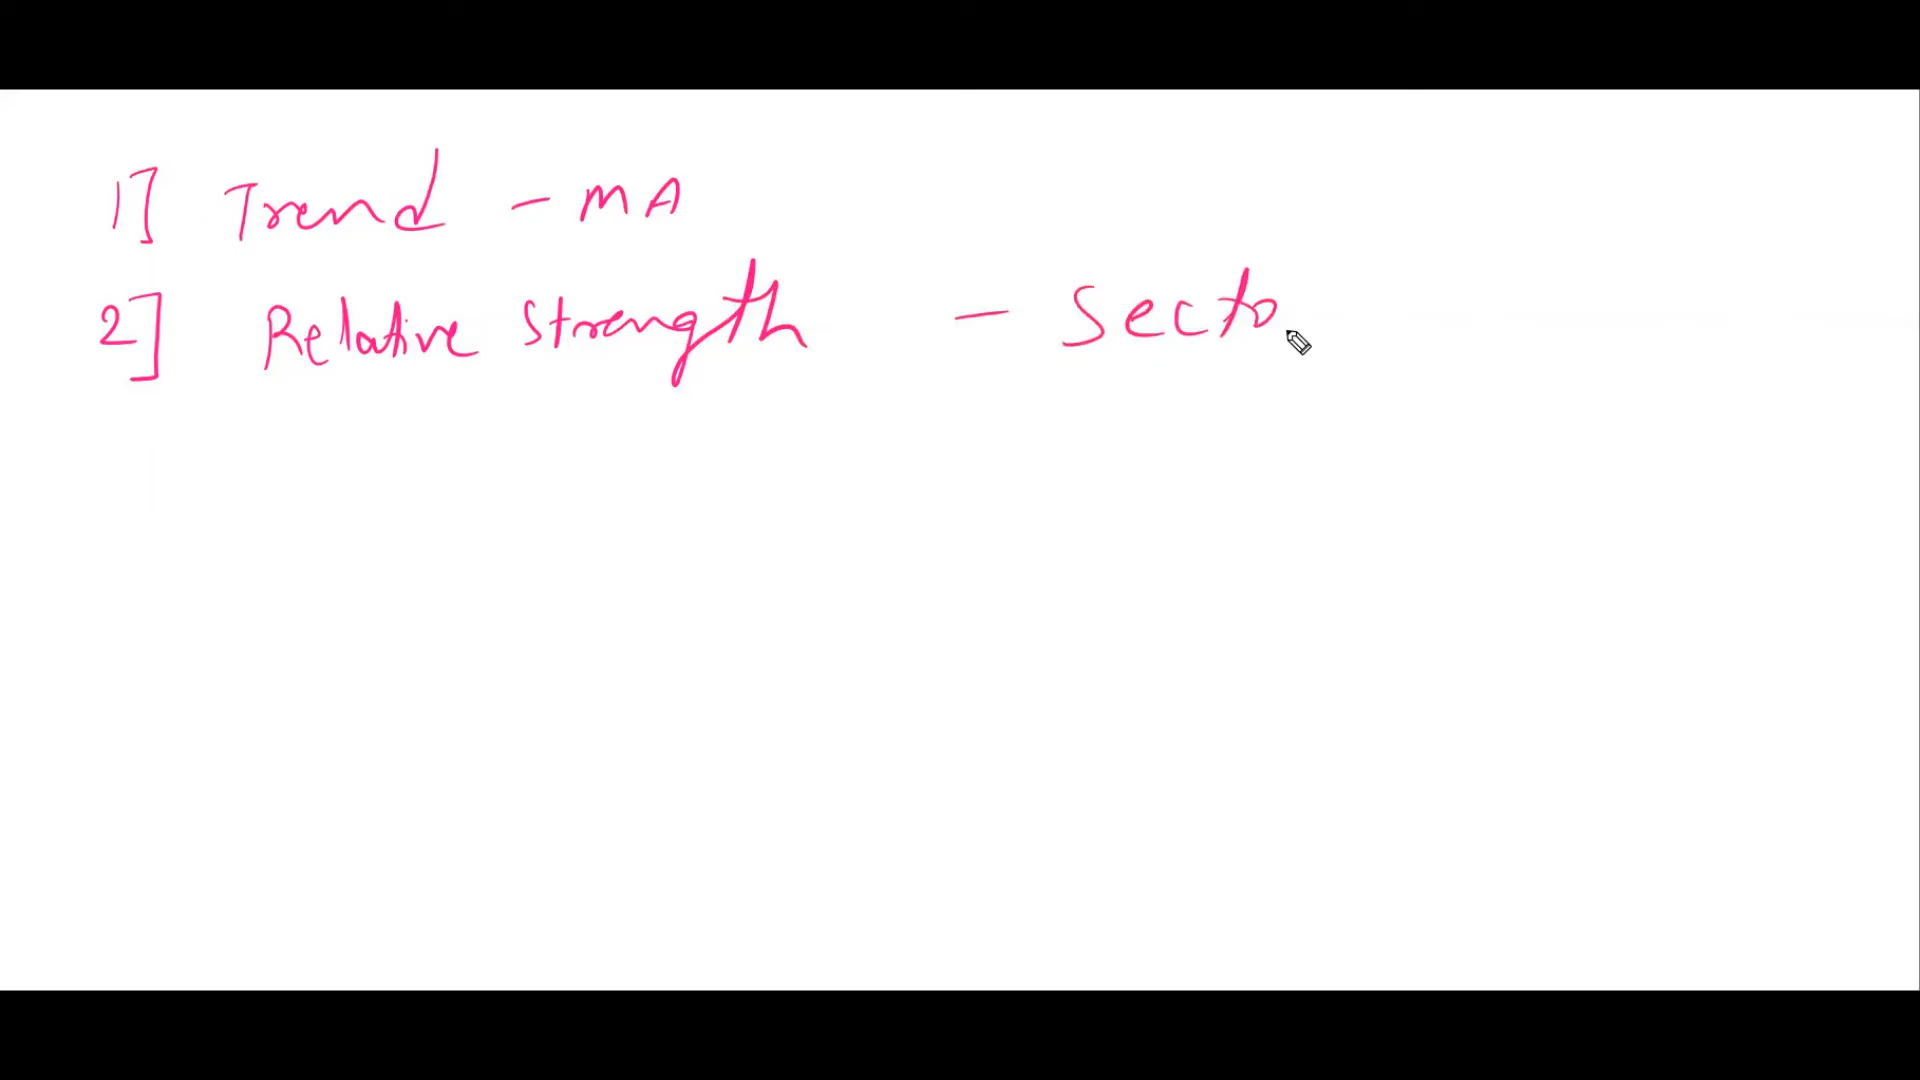 1] Trend - MA
2] Relative Strength - Secto